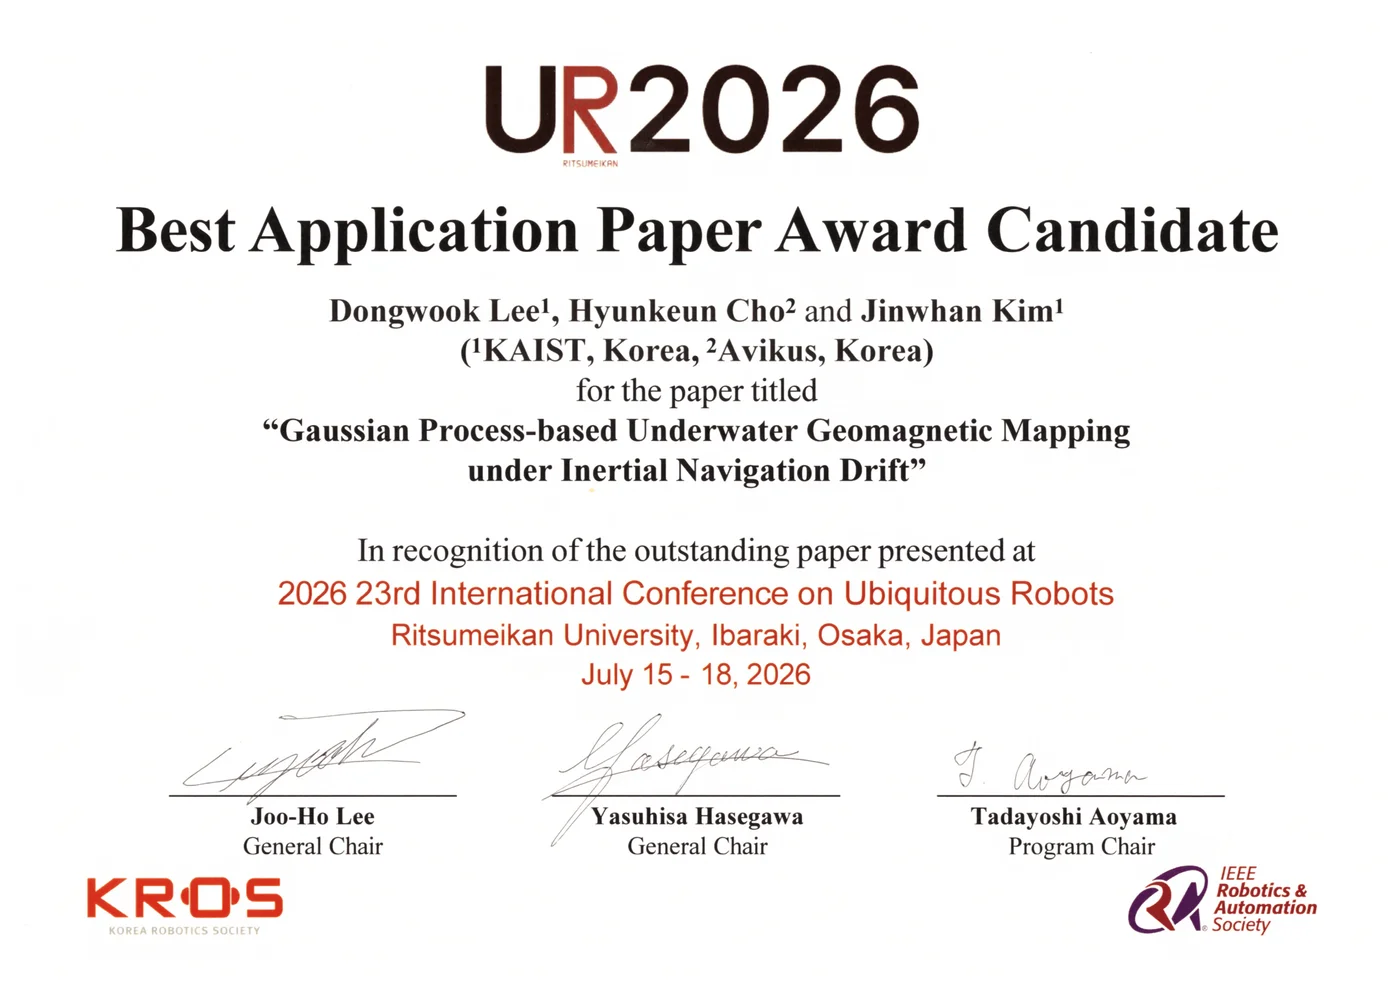 UR2026
RITSUMEIKAN
Best Application Paper Award Candidate
Dongwook Lee¹, Hyunkeun Cho² and Jinwhan Kim¹
(¹KAIST, Korea, ²Avikus, Korea)
for the paper titled
“Gaussian Process-based Underwater Geomagnetic Mapping
under Inertial Navigation Drift”
In recognition of the outstanding paper presented at
2026 23rd International Conference on Ubiquitous Robots
Ritsumeikan University, Ibaraki, Osaka, Japan
July 15 - 18, 2026
Yasegawa
T. Aoyama
Joo-Ho Lee
General Chair
Yasuhisa Hasegawa
General Chair
Tadayoshi Aoyama
Program Chair
KROS
KOREA ROBOTICS SOCIETY
IEEE
Robotics &
Automation
Society